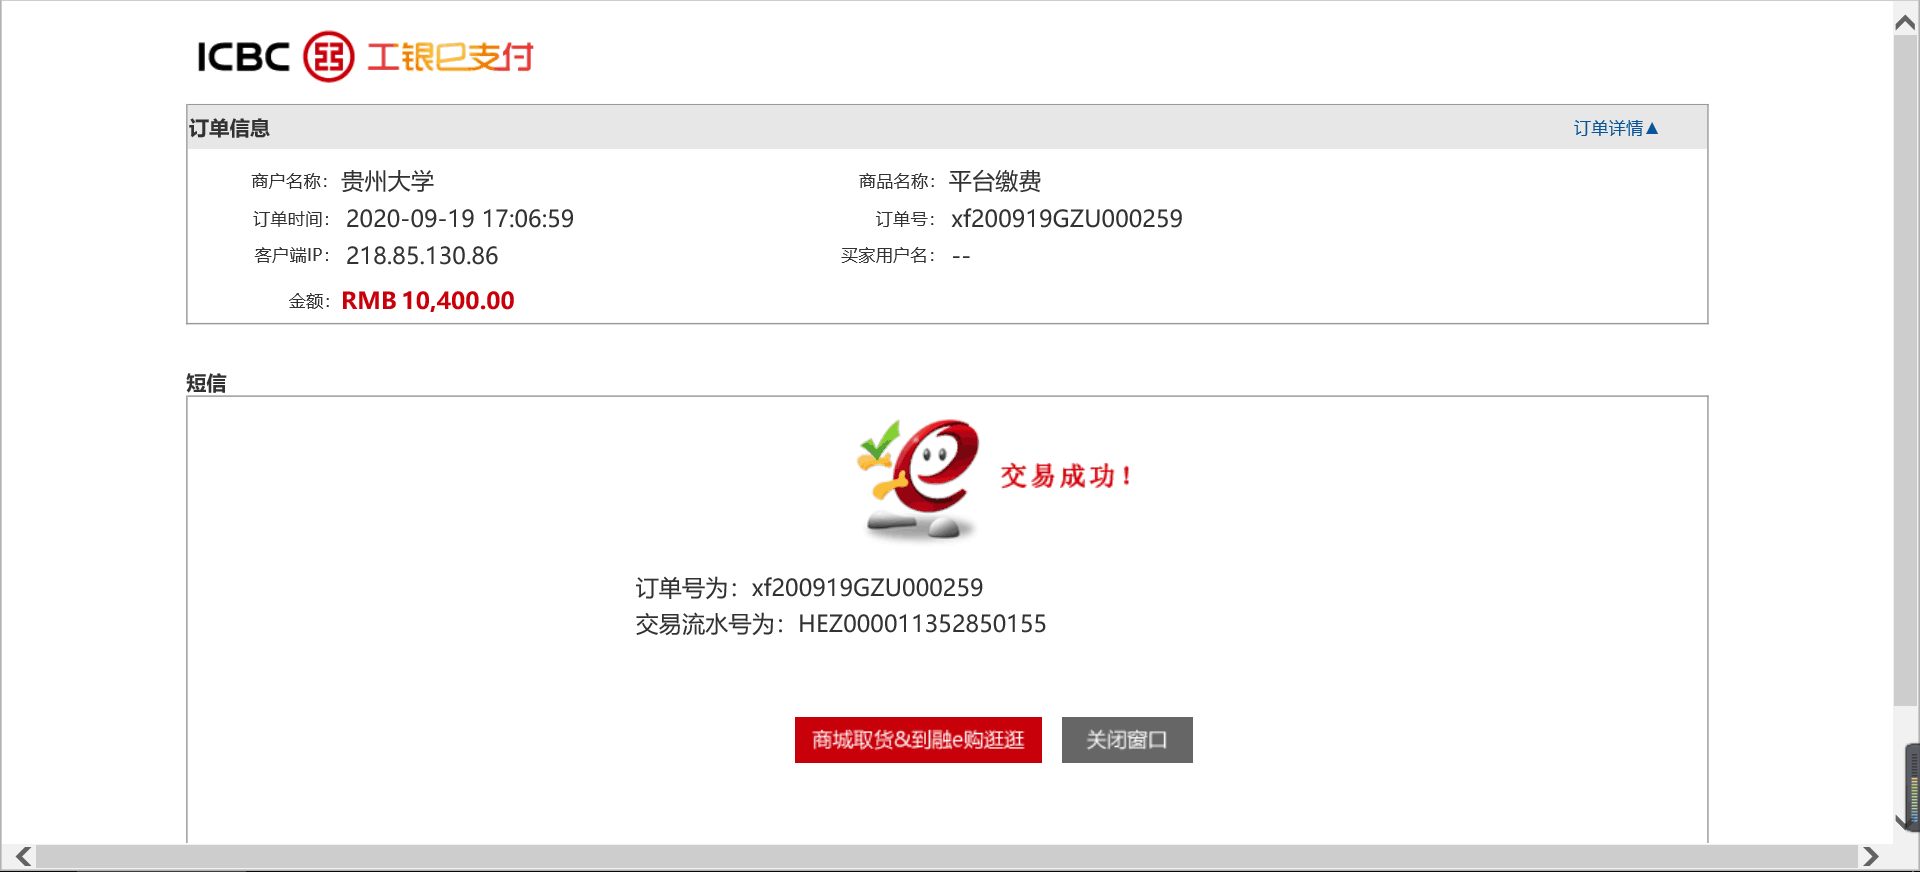 ICBC 工银e支付
订单信息 订单详情▲
商户名称： 贵州大学 商品名称： 平台缴费
订单时间： 2020-09-19 17:06:59 订单号： xf200919GZU000259
客户端IP： 218.85.130.86 买家用户名： --
金额： RMB 10,400.00
短信
交易成功！
订单号为：xf200919GZU000259
交易流水号为：HEZ000011352850155
商城取货&到融e购逛逛 关闭窗口